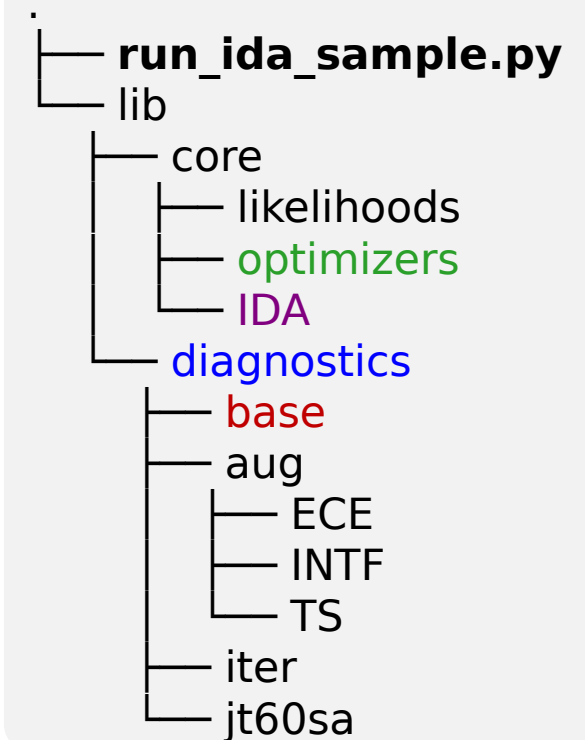 .
run_ida_sample.py
lib
core
likelihoods
optimizers
IDA
diagnostics
base
aug
ECE
INTF
TS
iter
jt60sa